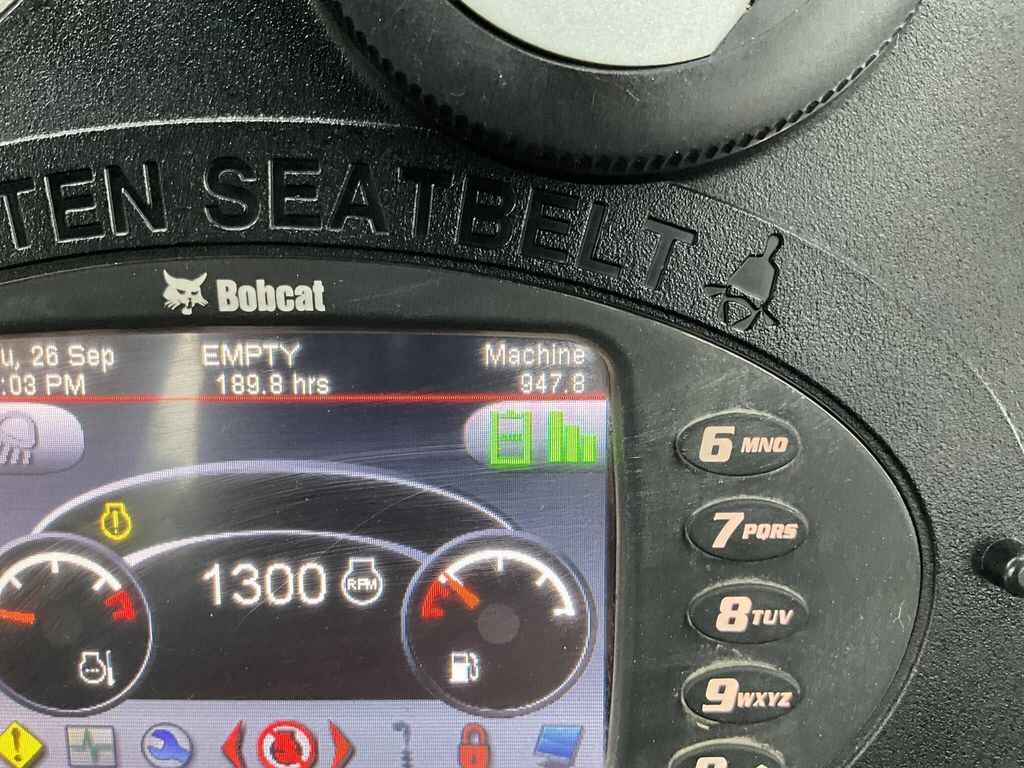 TEN SEATBELT
Bobcat
u, 26 Sep EMPTY Machine
:03 PM 189.8 hrs 947.8
6 MNO
7 PQRS
1300 RPM
8 TUV
9 WXYZ